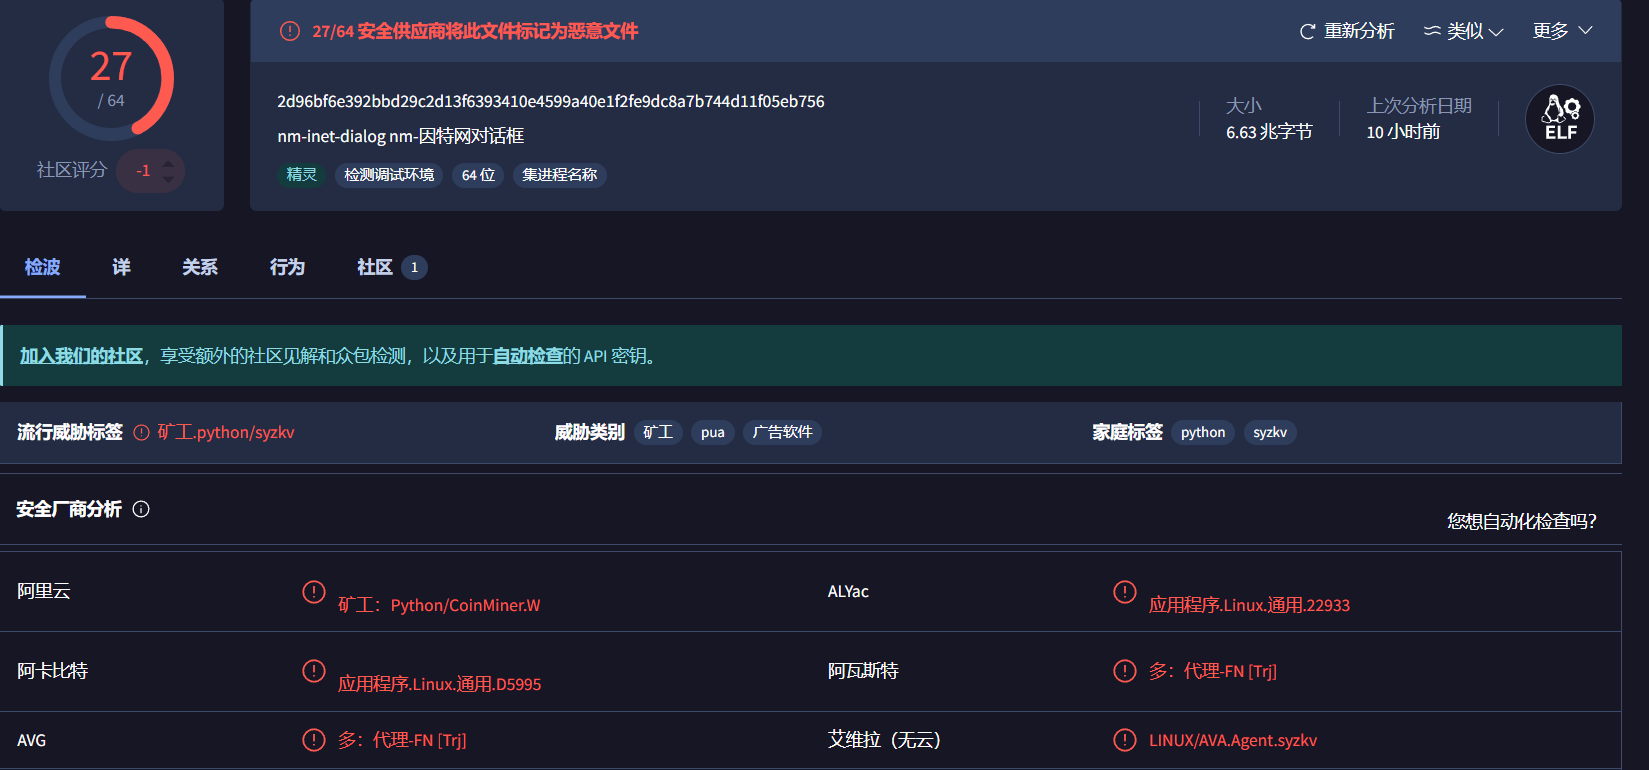 27
/ 64
社区评分
-1
27/64 安全供应商将此文件标记为恶意文件
重新分析
类似
更多
2d96bf6e392bbd29c2d13f6393410e4599a40e1f2fe9dc8a7b744d11f05eb756
nm-inet-dialog nm-因特网对话框
精灵
检测调试环境
64 位
集进程名称
大小
6.63 兆字节
上次分析日期
10 小时前
ELF
检波
详
关系
行为
社区 1
加入我们的社区，享受额外的社区见解和众包检测，以及用于自动检查的 API 密钥。
流行威胁标签 矿工.python/syzkv
威胁类别 矿工 pua 广告软件
家庭标签 python syzkv
安全厂商分析
您想自动化检查吗？
阿里云 矿工：Python/CoinMiner.W
ALYac 应用程序.Linux.通用.22933
阿卡比特 应用程序.Linux.通用.D5995
阿瓦斯特 多：代理-FN [Trj]
AVG 多：代理-FN [Trj]
艾维拉（无云） LINUX/AVA.Agent.syzkv